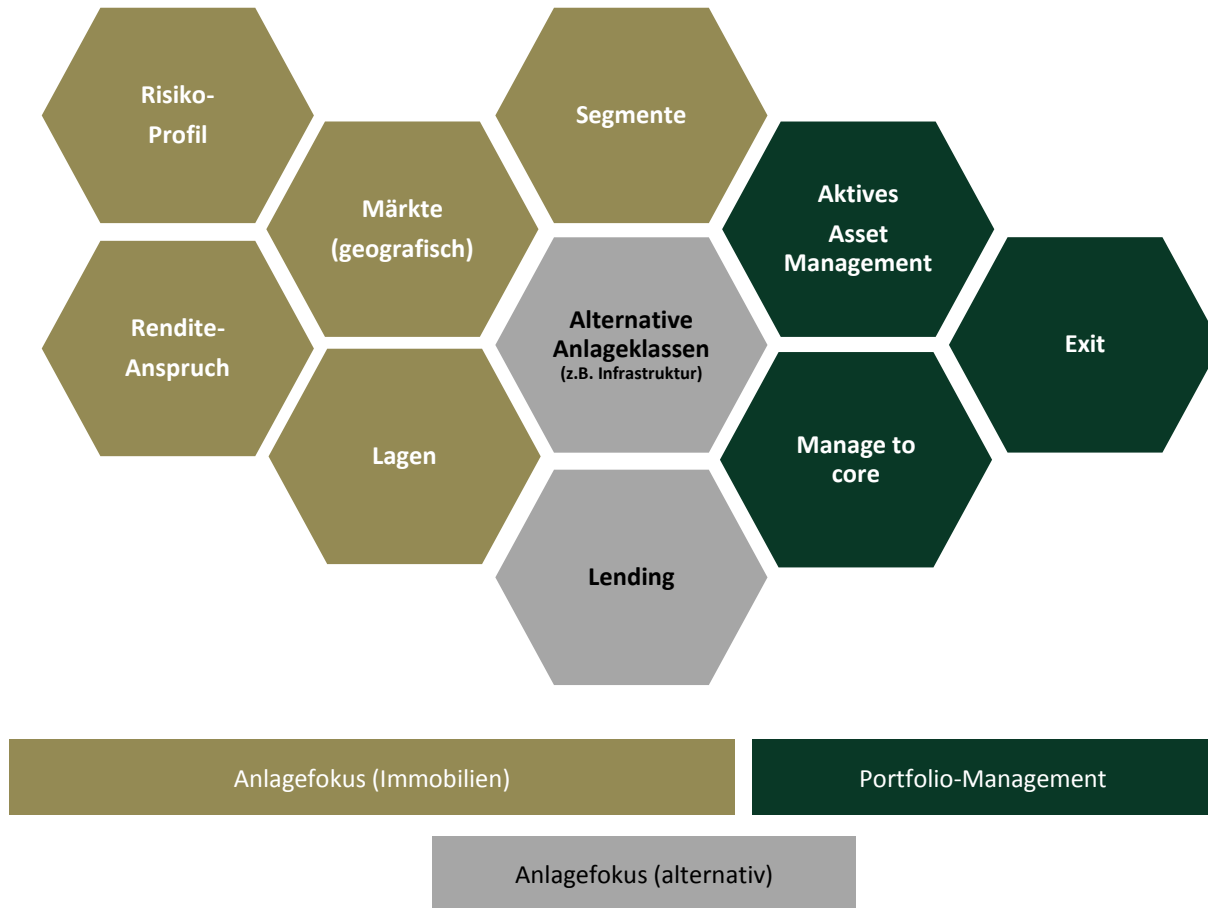 Risiko-
Profil
Segmente
Märkte
(geografisch)
Aktives
Asset
Management
Rendite-
Anspruch
Alternative
Anlageklassen
(z.B. Infrastruktur)
Exit
Lagen
Manage to
core
Lending
Anlagefokus (Immobilien)
Portfolio-Management
Anlagefokus (alternativ)